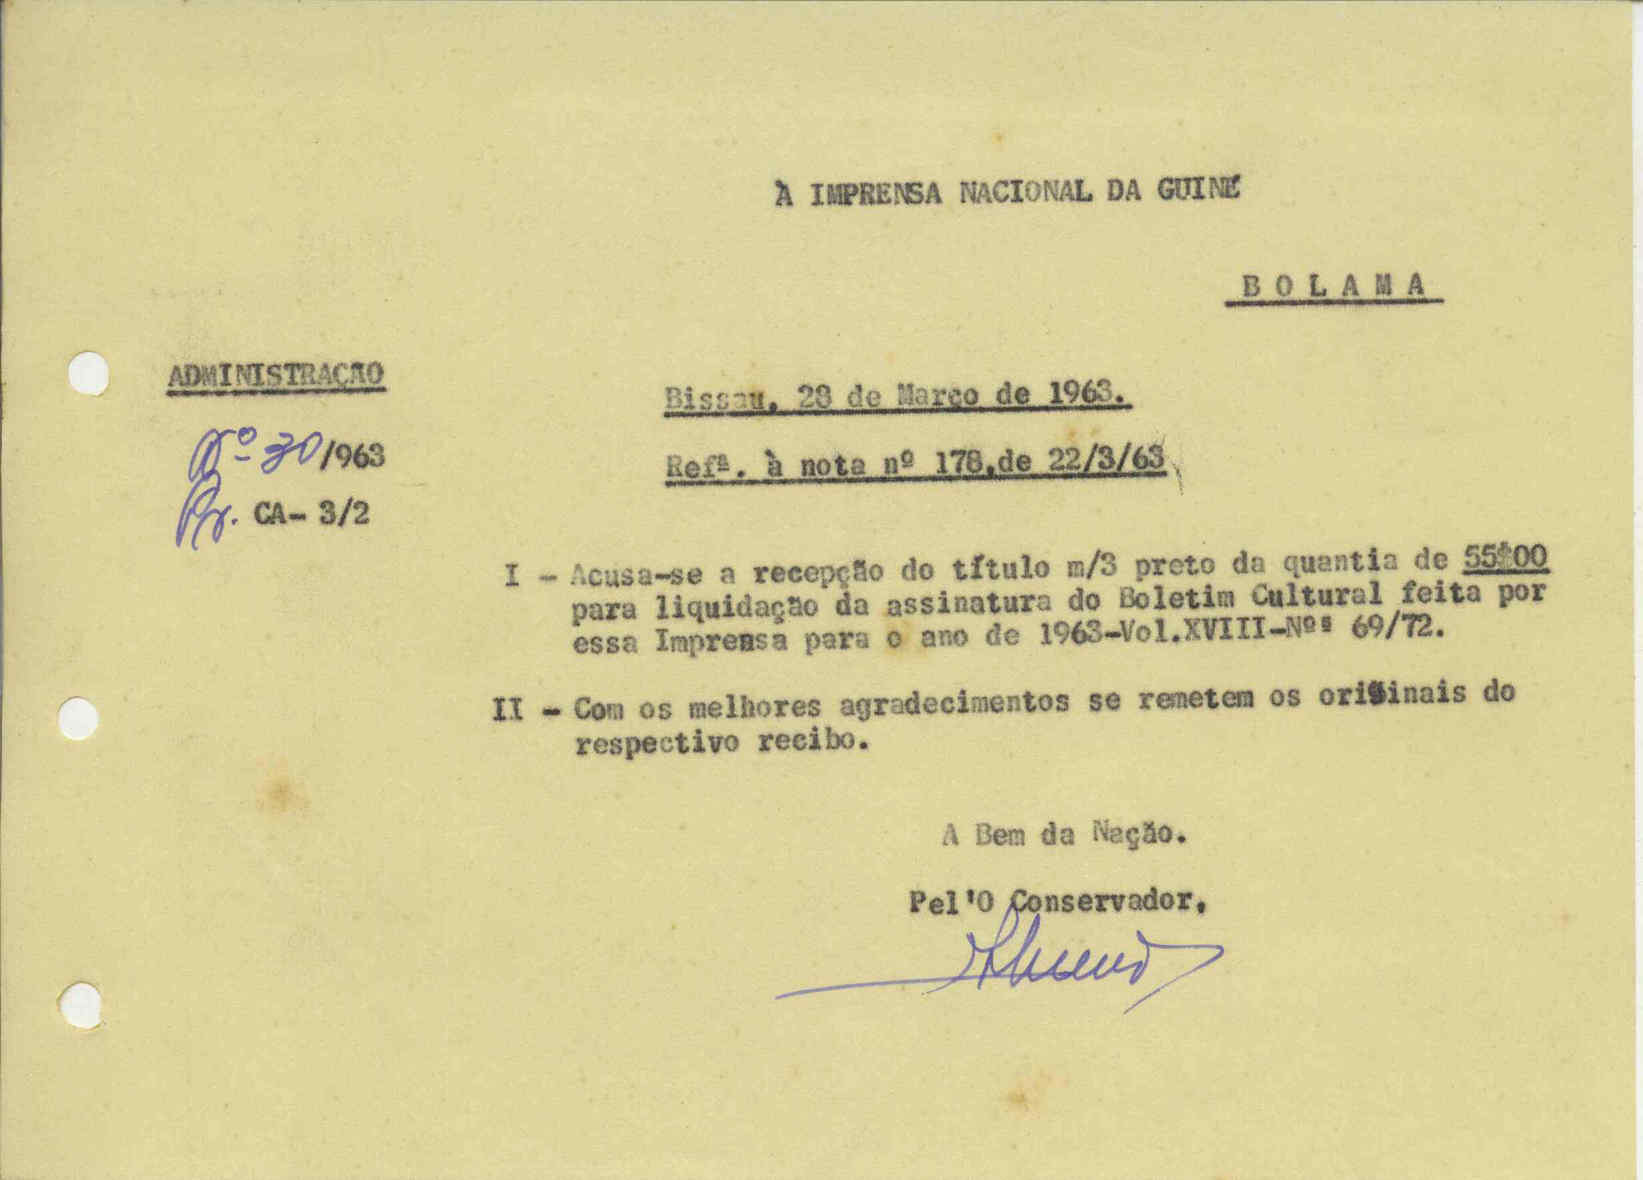 À IMPRENSA NACIONAL DA GUINÉ
BOLAMA
ADMINISTRAÇÃO
Bissau, 28 de Março de 1963.
Nº 30/963
Refª. à nota nº 178,de 22/3/63
Pr. CA- 3/2
I - Acusa-se a recepção do título m/3 preto da quantia de 55$00
para liquidação da assinatura do Boletim Cultural feita por
essa Imprensa para o ano de 1963-Vol.XVIII-Nºs 69/72.
II - Com os melhores agradecimentos se remetem os originais do
respectivo recibo.
A Bem da Nação.
Pel'O Conservador,